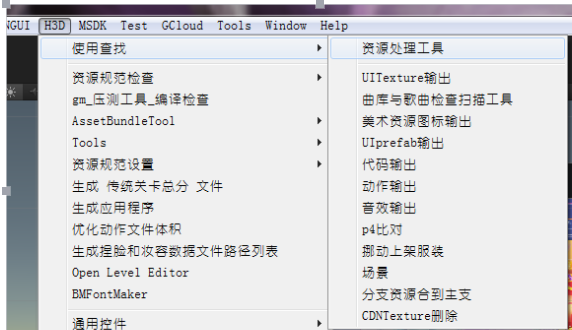 NGUI H3D MSDK Test GCloud Tools Window Help
使用查找
资源规范检查
gm_压测工具_编译检查
AssetBundleTool
Tools
资源规范设置
生成 传统关卡总分 文件
生成应用程序
优化动作文件体积
生成捏脸和妆容数据文件路径列表
Open Level Editor
BMFontMaker
通用控件
资源处理工具
UITexture输出
曲库与歌曲检查扫描工具
美术资源图标输出
UIprefab输出
代码输出
动作输出
音效输出
p4比对
挪动上架服装
场景
分支资源合到主支
CDNTexture删除